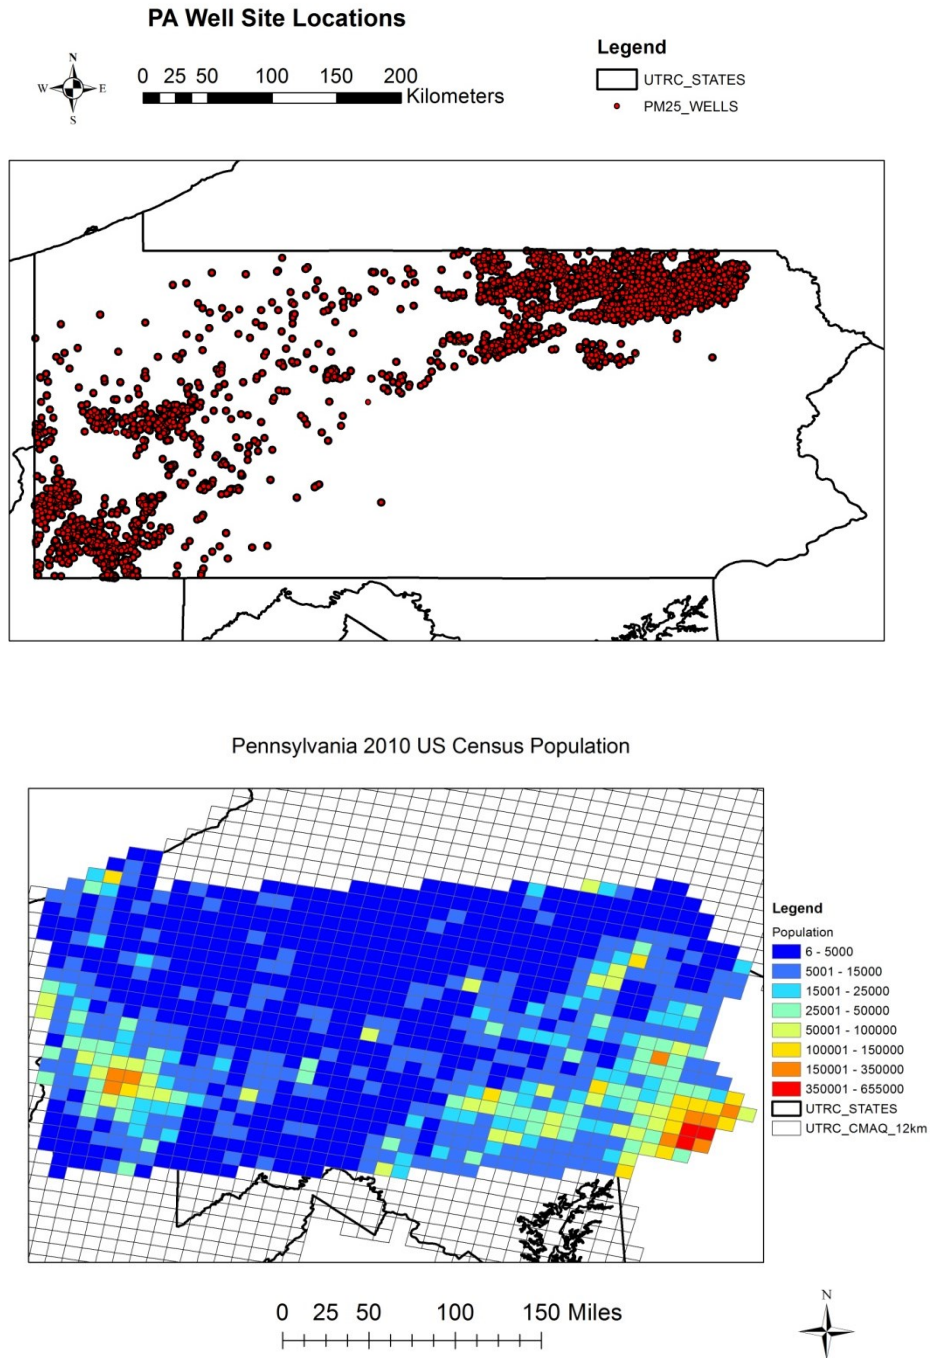 PA Well Site Locations
N
W E
S
0 25 50 100 150 200
Kilometers
Legend
UTRC_STATES
PM25_WELLS
Pennsylvania 2010 US Census Population
Legend
Population
6 - 5000
5001 - 15000
15001 - 25000
25001 - 50000
50001 - 100000
100001 - 150000
150001 - 350000
350001 - 655000
UTRC_STATES
UTRC_CMAQ_12km
0 25 50 100 150 Miles
N